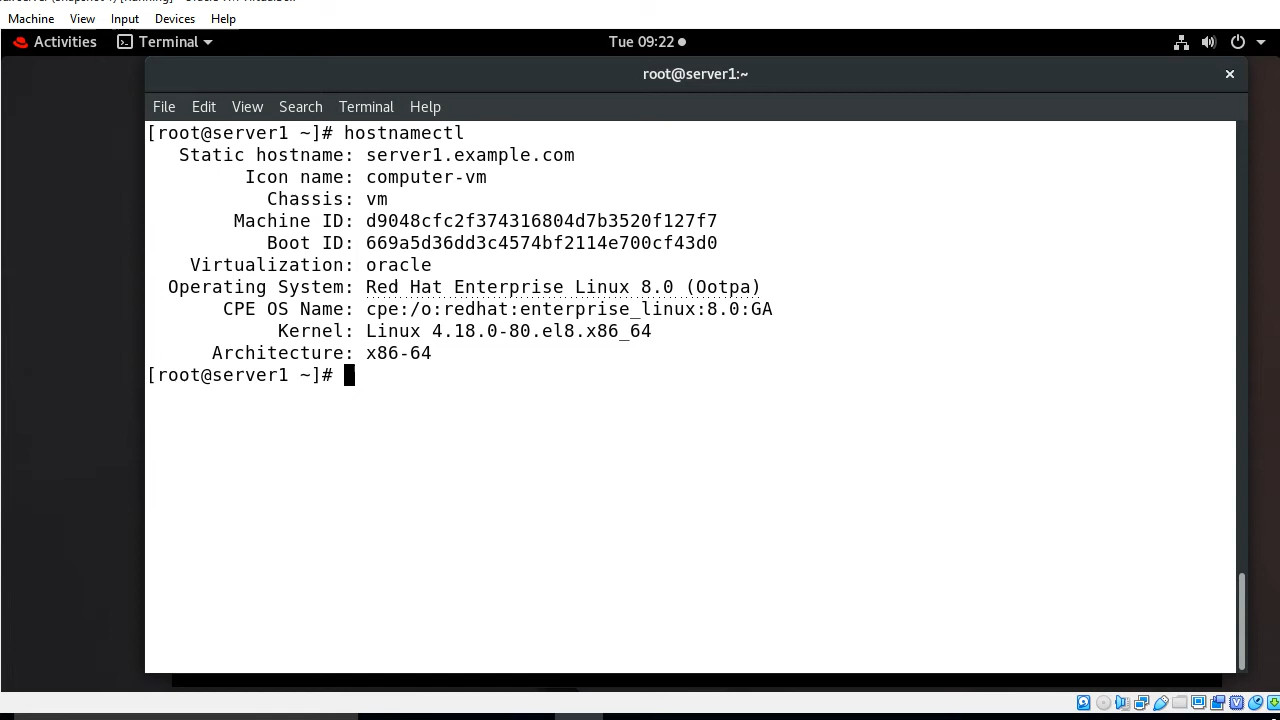 Machine View Input Devices Help
Activities Terminal Tue 09:22
root@server1:~
File Edit View Search Terminal Help
[root@server1 ~]# hostnamectl
Static hostname: server1.example.com
Icon name: computer-vm
Chassis: vm
Machine ID: d9048cfc2f374316804d7b3520f127f7
Boot ID: 669a5d36dd3c4574bf2114e700cf43d0
Virtualization: oracle
Operating System: Red Hat Enterprise Linux 8.0 (Ootpa)
CPE OS Name: cpe:/o:redhat:enterprise_linux:8.0:GA
Kernel: Linux 4.18.0-80.el8.x86_64
Architecture: x86-64
[root@server1 ~]#